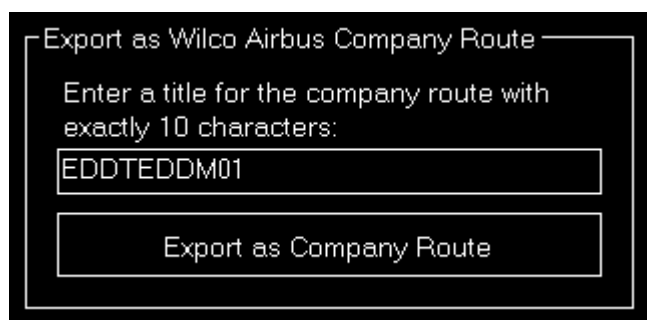 Export as Wilco Airbus Company Route
Enter a title for the company route with
exactly 10 characters:
EDDTEDDM01
Export as Company Route